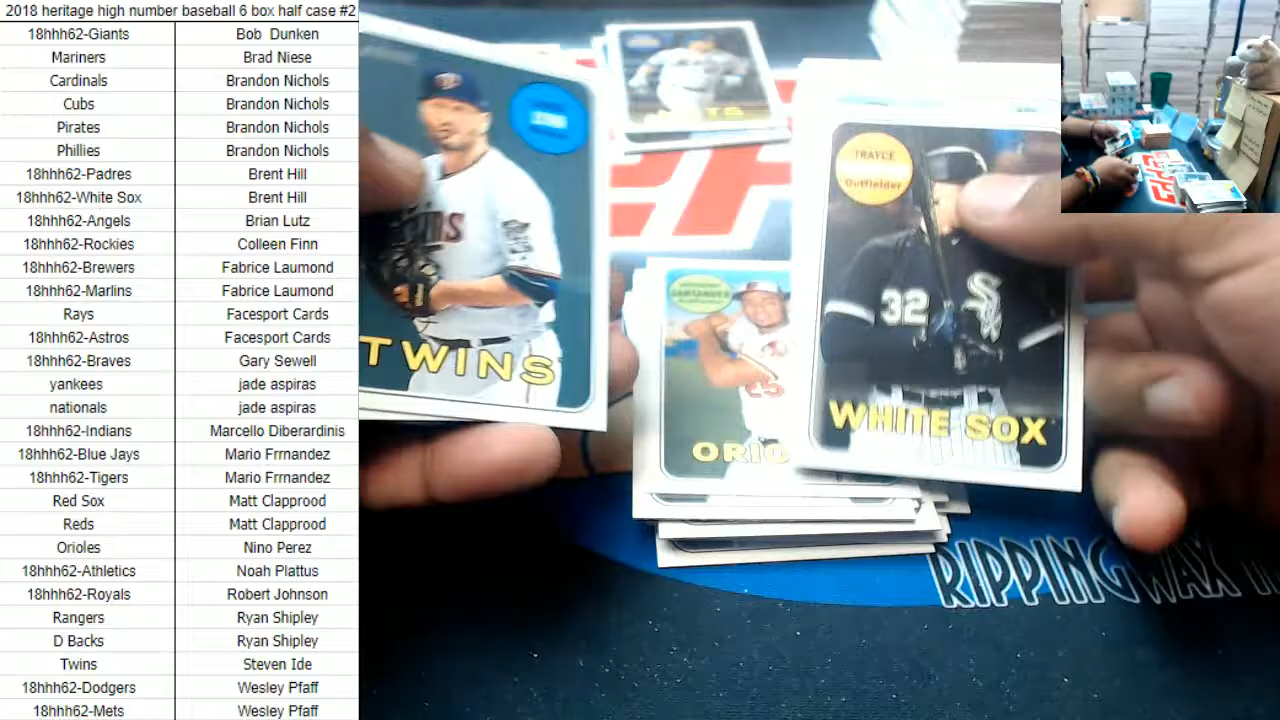 2018 heritage high number baseball 6 box half case #2
18hhh62-Giants Bob Dunken
Mariners Brad Niese
Cardinals Brandon Nichols
Cubs Brandon Nichols
Pirates Brandon Nichols
Phillies Brandon Nichols
18hhh62-Padres Brent Hill
18hhh62-White Sox Brent Hill
18hhh62-Angels Brian Lutz
18hhh62-Rockies Colleen Finn
18hhh62-Brewers Fabrice Laumond
18hhh62-Marlins Fabrice Laumond
Rays Facesport Cards
18hhh62-Astros Facesport Cards
18hhh62-Braves Gary Sewell
yankees jade aspiras
nationals jade aspiras
18hhh62-Indians Marcello Diberardinis
18hhh62-Blue Jays Mario Frrnandez
18hhh62-Tigers Mario Frrnandez
Red Sox Matt Clapprood
Reds Matt Clapprood
Orioles Nino Perez
18hhh62-Athletics Noah Plattus
18hhh62-Royals Robert Johnson
Rangers Ryan Shipley
D Backs Ryan Shipley
Twins Steven Ide
18hhh62-Dodgers Wesley Pfaff
18hhh62-Mets Wesley Pfaff
TWINS
TRAYCE
Outfielder
32
Sox
WHITE SOX
SANTANDER
25
ORIO
RIPPINGWAX